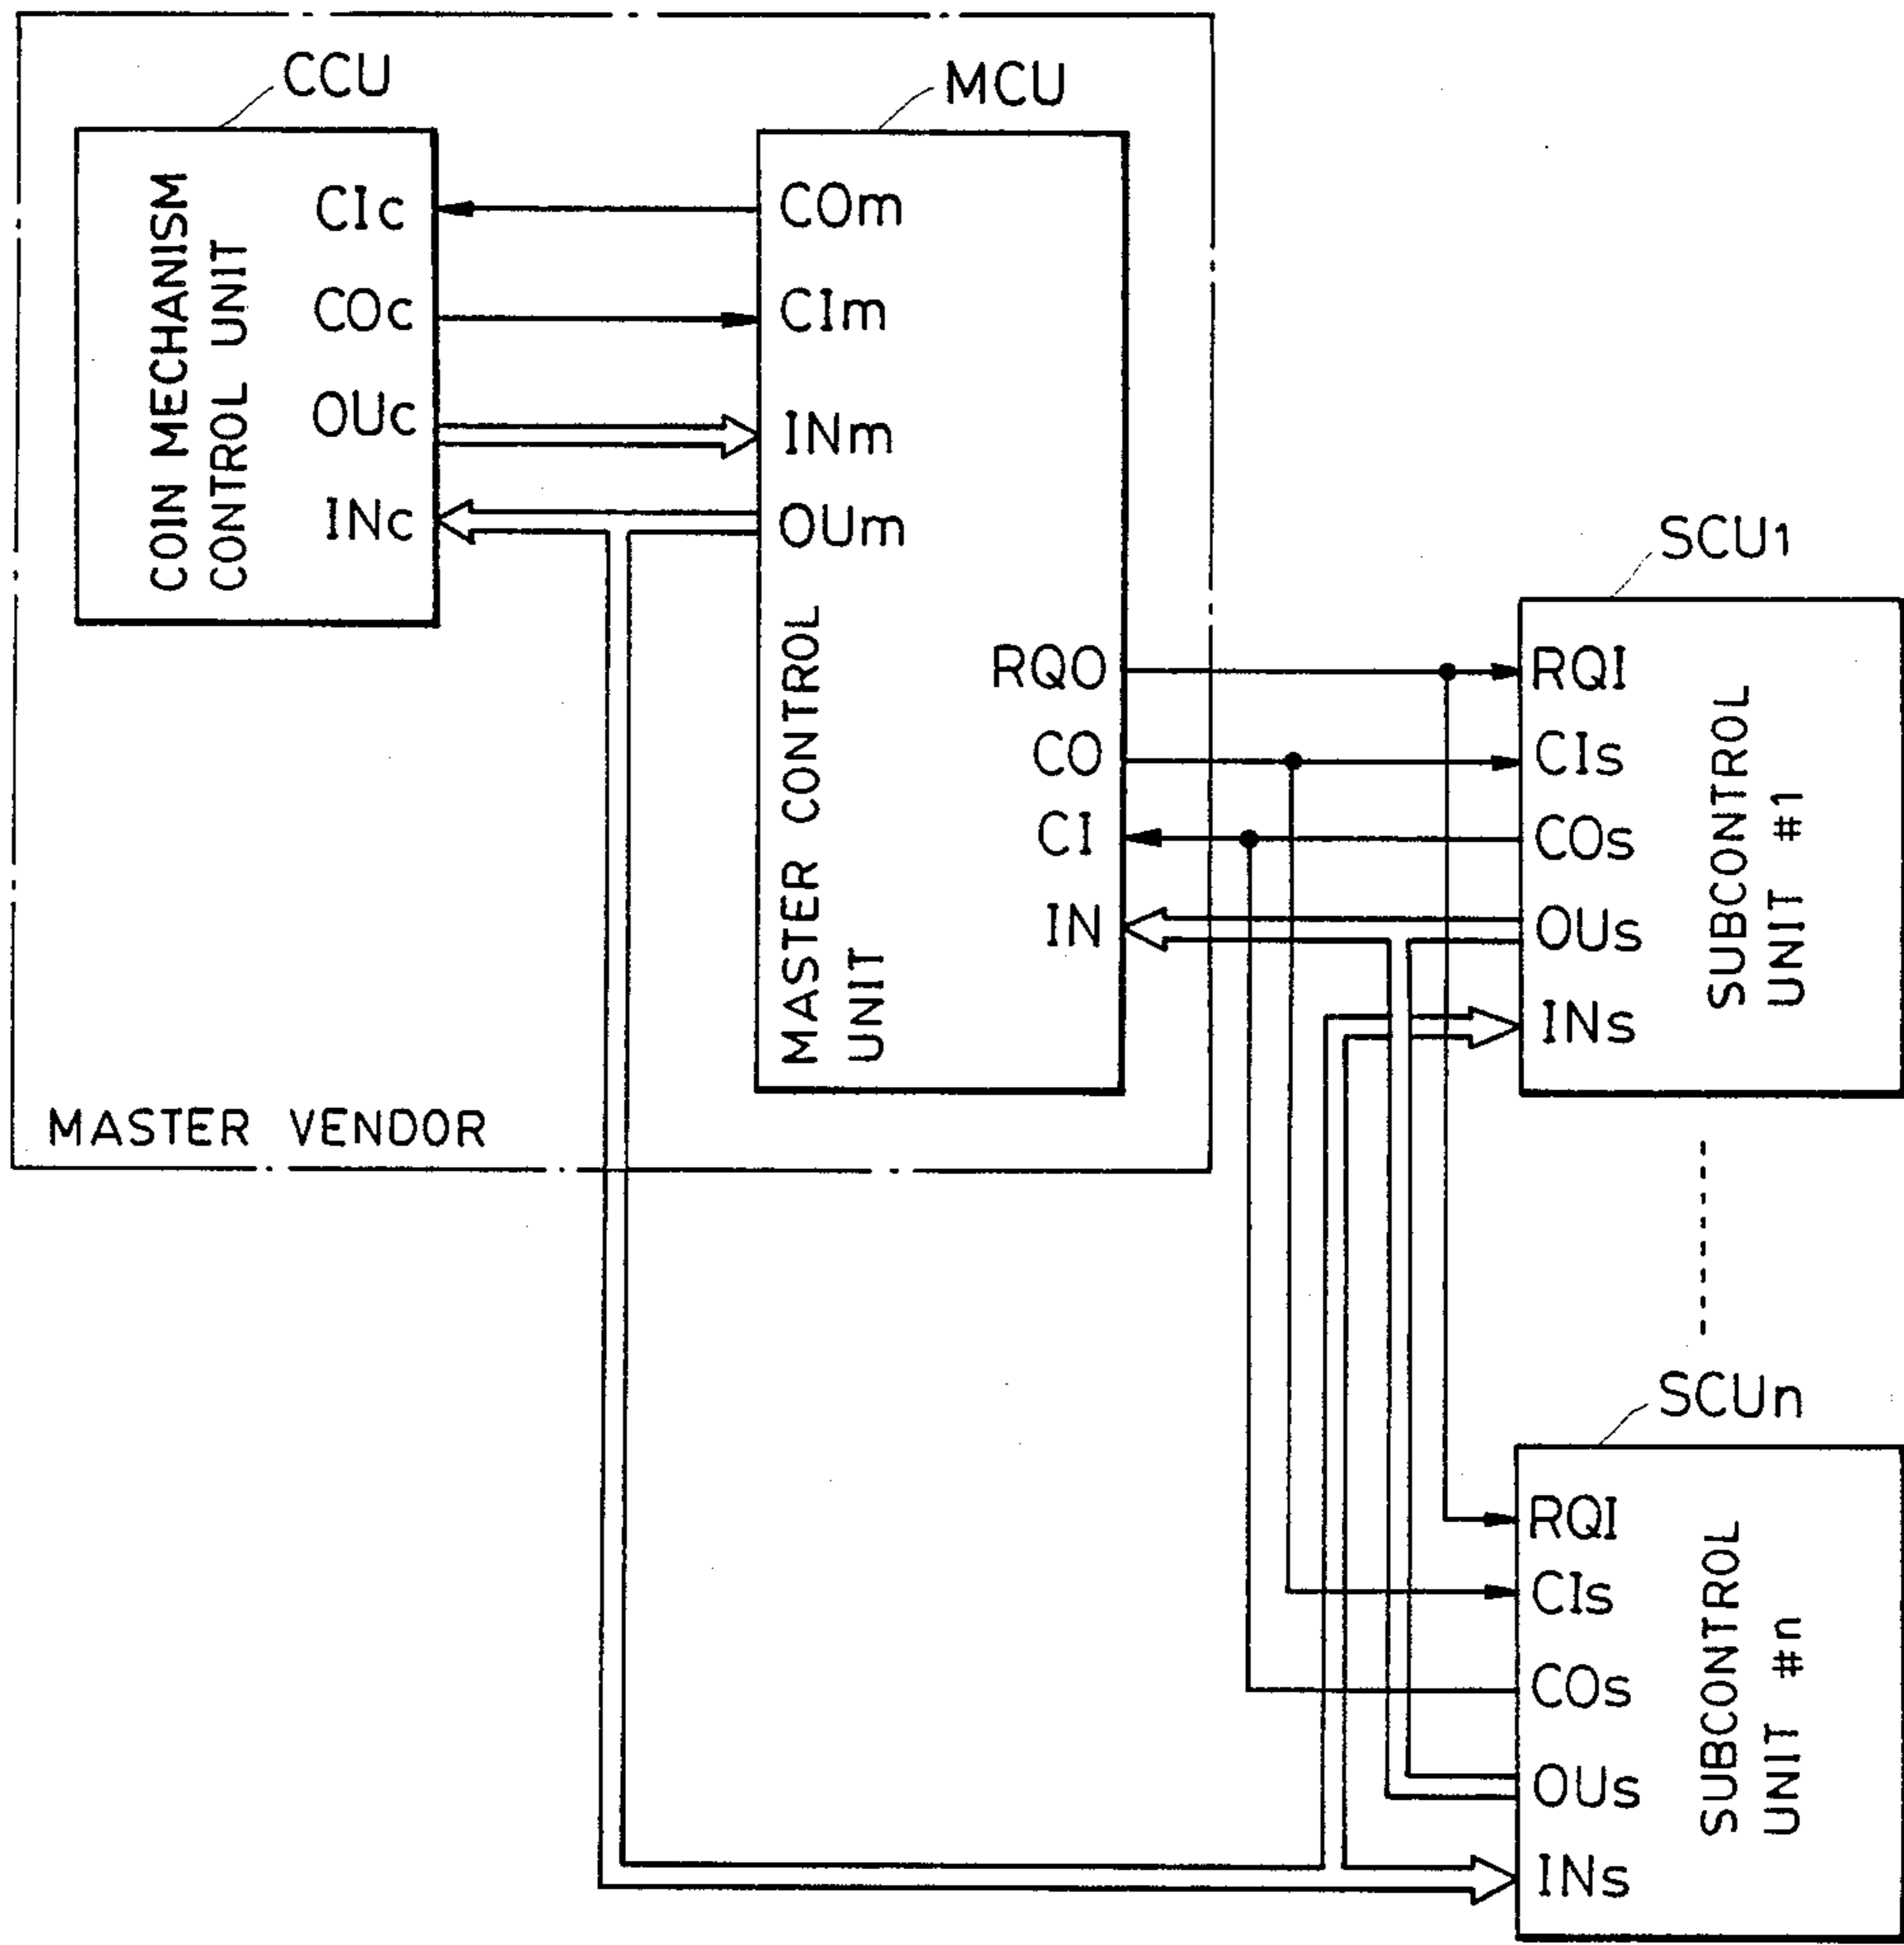 CCU
MCU
COIN MECHANISM
CONTROL UNIT
CIc
COc
OUc
INc
COm
CIm
INm
OUm
RQO
CO
CI
IN
MASTER CONTROL
UNIT
MASTER VENDOR
SCU1
RQI
CIs
COs
OUs
INs
SUBCONTROL
UNIT #1
SCUn
RQI
CIs
COs
OUs
INs
SUBCONTROL
UNIT #n